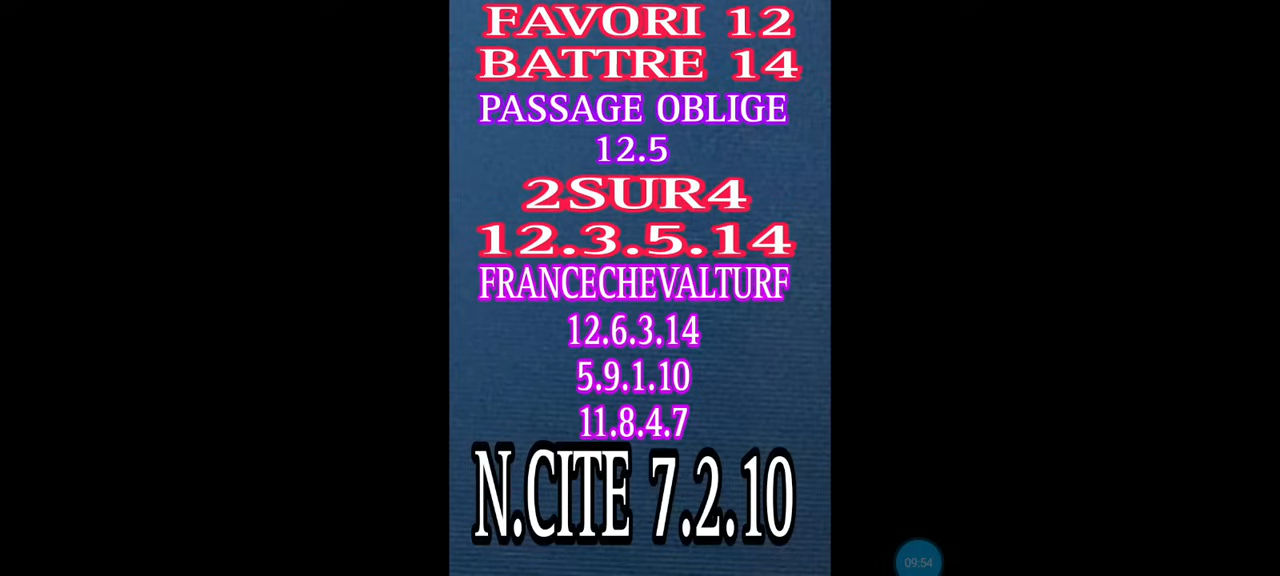 FAVORI 12
BATTRE 14
PASSAGE OBLIGE
12.5
2SUR4
12.3.5.14
FRANCECHEVALTURF
12.6.3.14
5.9.1.10
11.8.4.7
N.CITE 7.2.10
09:54